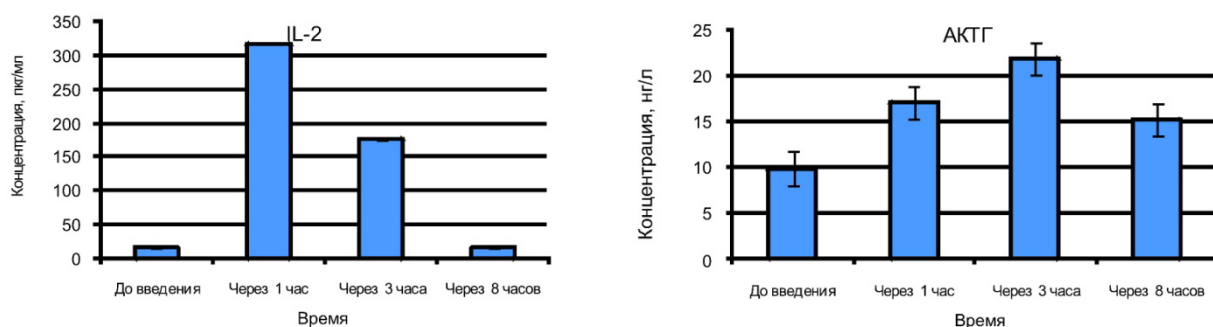 IL-2
Концентрация, пкг/мл
350
300
250
200
150
100
50
0
До введения Через 1 час Через 3 часа Через 8 часов
Время
АКТГ
Концентрация, нг/л
25
20
15
10
5
0
До введения Через 1 час Через 3 часа Через 8 часов
Время